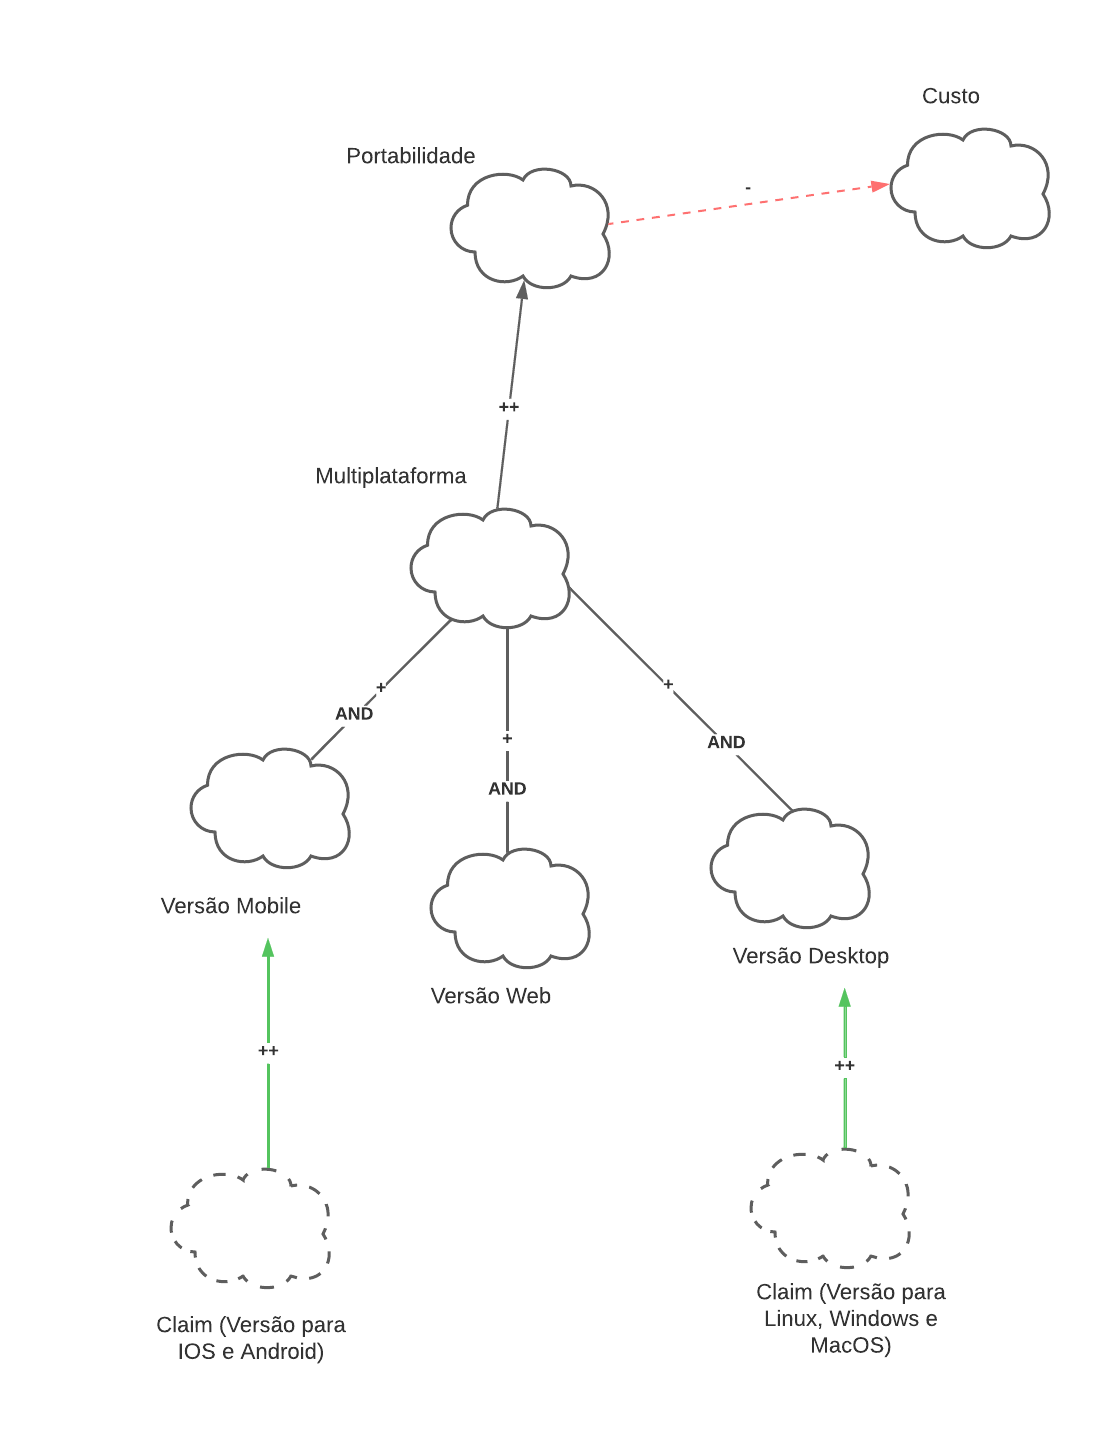 Custo
Portabilidade
-
++
Multiplataforma
+
+
AND
+
AND
AND
Versão Mobile
Versão Desktop
Versão Web
++
++
Claim (Versão para
Linux, Windows e
MacOS)
Claim (Versão para
IOS e Android)